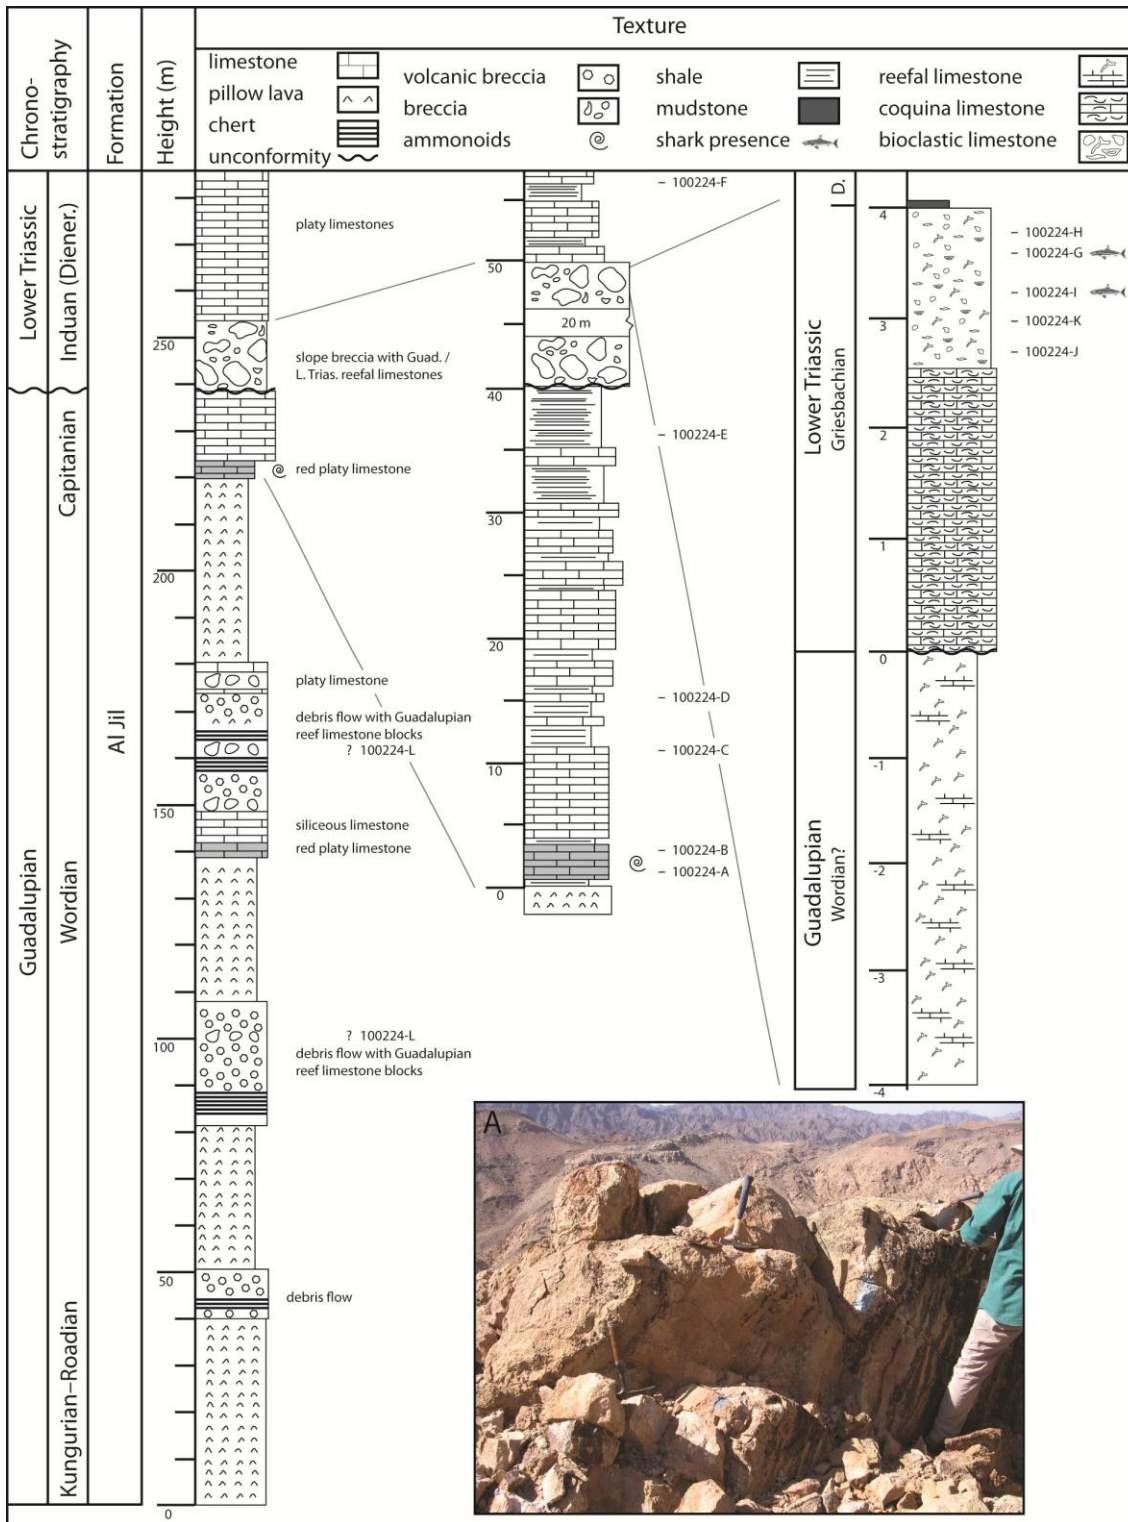 Chrono-
stratigraphy
Formation
Height (m)
Texture
limestone
pillow lava
chert
unconformity
volcanic breccia
breccia
ammonoids
shale
mudstone
shark presence
reefal limestone
coquina limestone
bioclastic limestone
Lower Triassic
Induan (Diener.)
Guadalupian
Capitanian
Wordian
Kungurian–Roadian
Al Jil
250
200
150
100
50
0
platy limestones
slope breccia with Guad. /
L. Trias. reefal limestones
red platy limestone
platy limestone
debris flow with Guadalupian
reef limestone blocks
? 100224-L
siliceous limestone
red platy limestone
? 100224-L
debris flow with Guadalupian
reef limestone blocks
debris flow
50
20 m
40
30
20
10
0
– 100224-F
– 100224-E
– 100224-D
– 100224-C
– 100224-B
– 100224-A
D.
Lower Triassic
Griesbachian
Guadalupian
Wordian?
4
3
2
1
0
-1
-2
-3
-4
– 100224-H
– 100224-G
– 100224-I
– 100224-K
– 100224-J
A